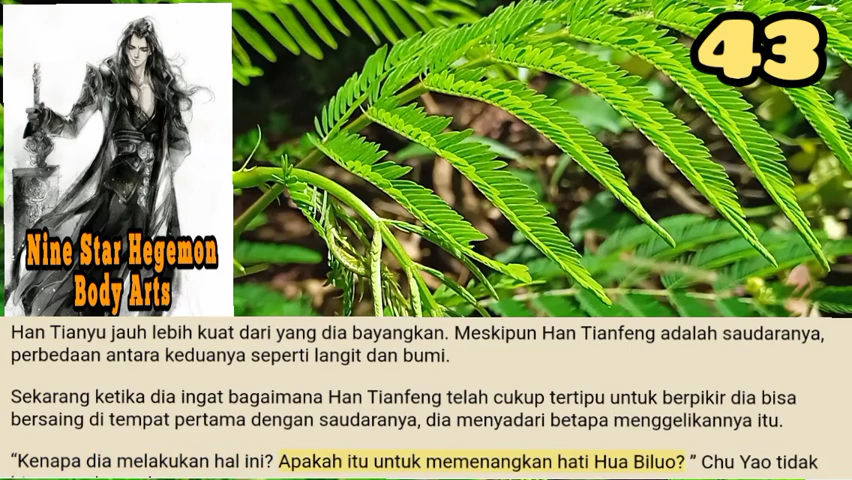 43
Nine Star Hegemon
Body Arts
Han Tianyu jauh lebih kuat dari yang dia bayangkan. Meskipun Han Tianfeng adalah saudaranya,
perbedaan antara keduanya seperti langit dan bumi.
Sekarang ketika dia ingat bagaimana Han Tianfeng telah cukup tertipu untuk berpikir dia bisa
bersaing di tempat pertama dengan saudaranya, dia menyadari betapa menggelikannya itu.
“Kenapa dia melakukan hal ini? Apakah itu untuk memenangkan hati Hua Biluo? ” Chu Yao tidak